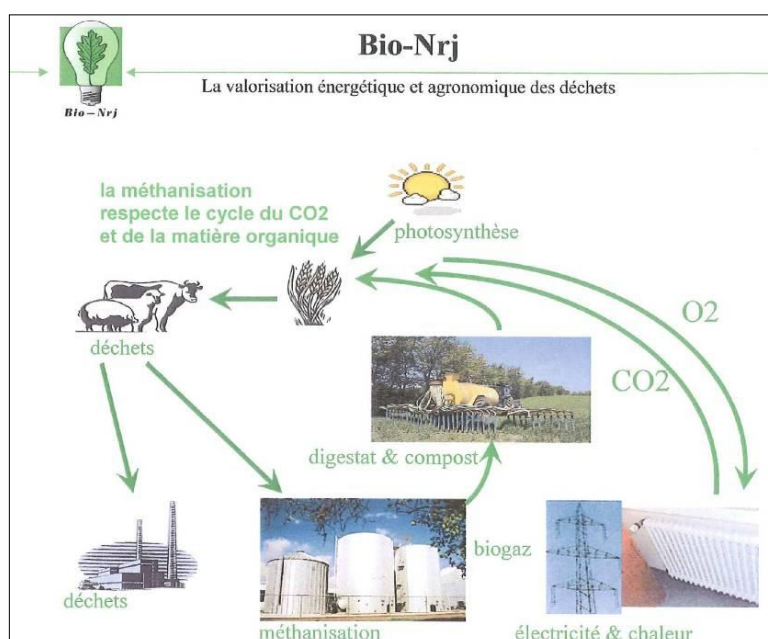 Bio-Nrj
La valorisation énergétique et agronomique des déchets
Bio-Nrj
la méthanisation
respecte le cycle du CO2
et de la matière organique
photosynthèse
déchets
O2
CO2
digestat & compost
biogaz
déchets
méthanisation
électricité & chaleur